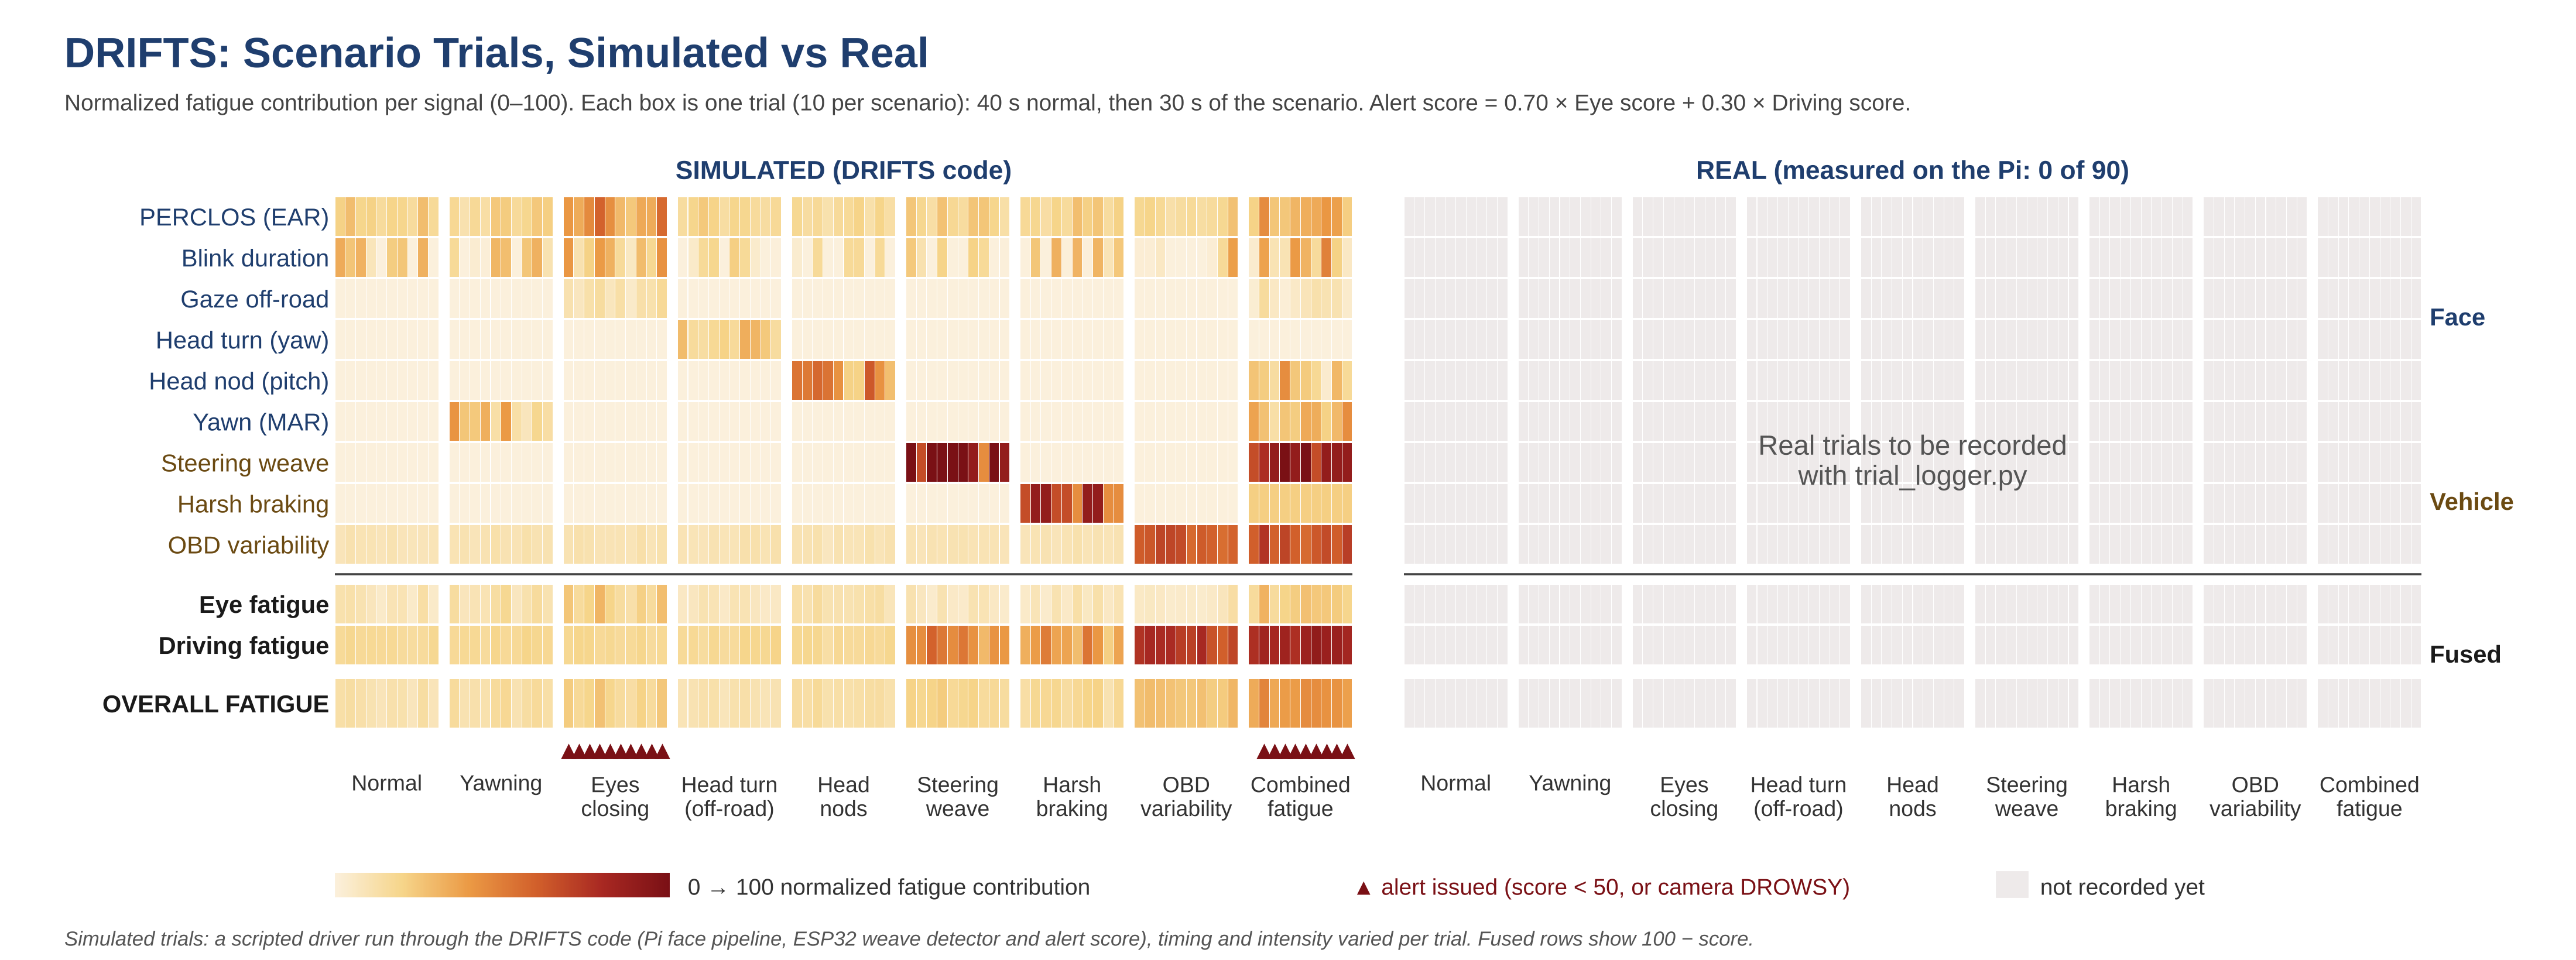 DRIFTS: Scenario Trials, Simulated vs Real
Normalized fatigue contribution per signal (0–100). Each box is one trial (10 per scenario): 40 s normal, then 30 s of the scenario. Alert score = 0.70 × Eye score + 0.30 × Driving score.
SIMULATED (DRIFTS code)
REAL (measured on the Pi: 0 of 90)
PERCLOS (EAR)
Blink duration
Gaze off-road
Head turn (yaw)
Head nod (pitch)
Yawn (MAR)
Steering weave
Harsh braking
OBD variability
Eye fatigue
Driving fatigue
OVERALL FATIGUE
Real trials to be recorded
with trial_logger.py
Face
Vehicle
Fused
Normal
Yawning
Eyes
closing
Head turn
(off-road)
Head
nods
Steering
weave
Harsh
braking
OBD
variability
Combined
fatigue
Normal
Yawning
Eyes
closing
Head turn
(off-road)
Head
nods
Steering
weave
Harsh
braking
OBD
variability
Combined
fatigue
0 → 100 normalized fatigue contribution
▲ alert issued (score < 50, or camera DROWSY)
not recorded yet
Simulated trials: a scripted driver run through the DRIFTS code (Pi face pipeline, ESP32 weave detector and alert score), timing and intensity varied per trial. Fused rows show 100 − score.